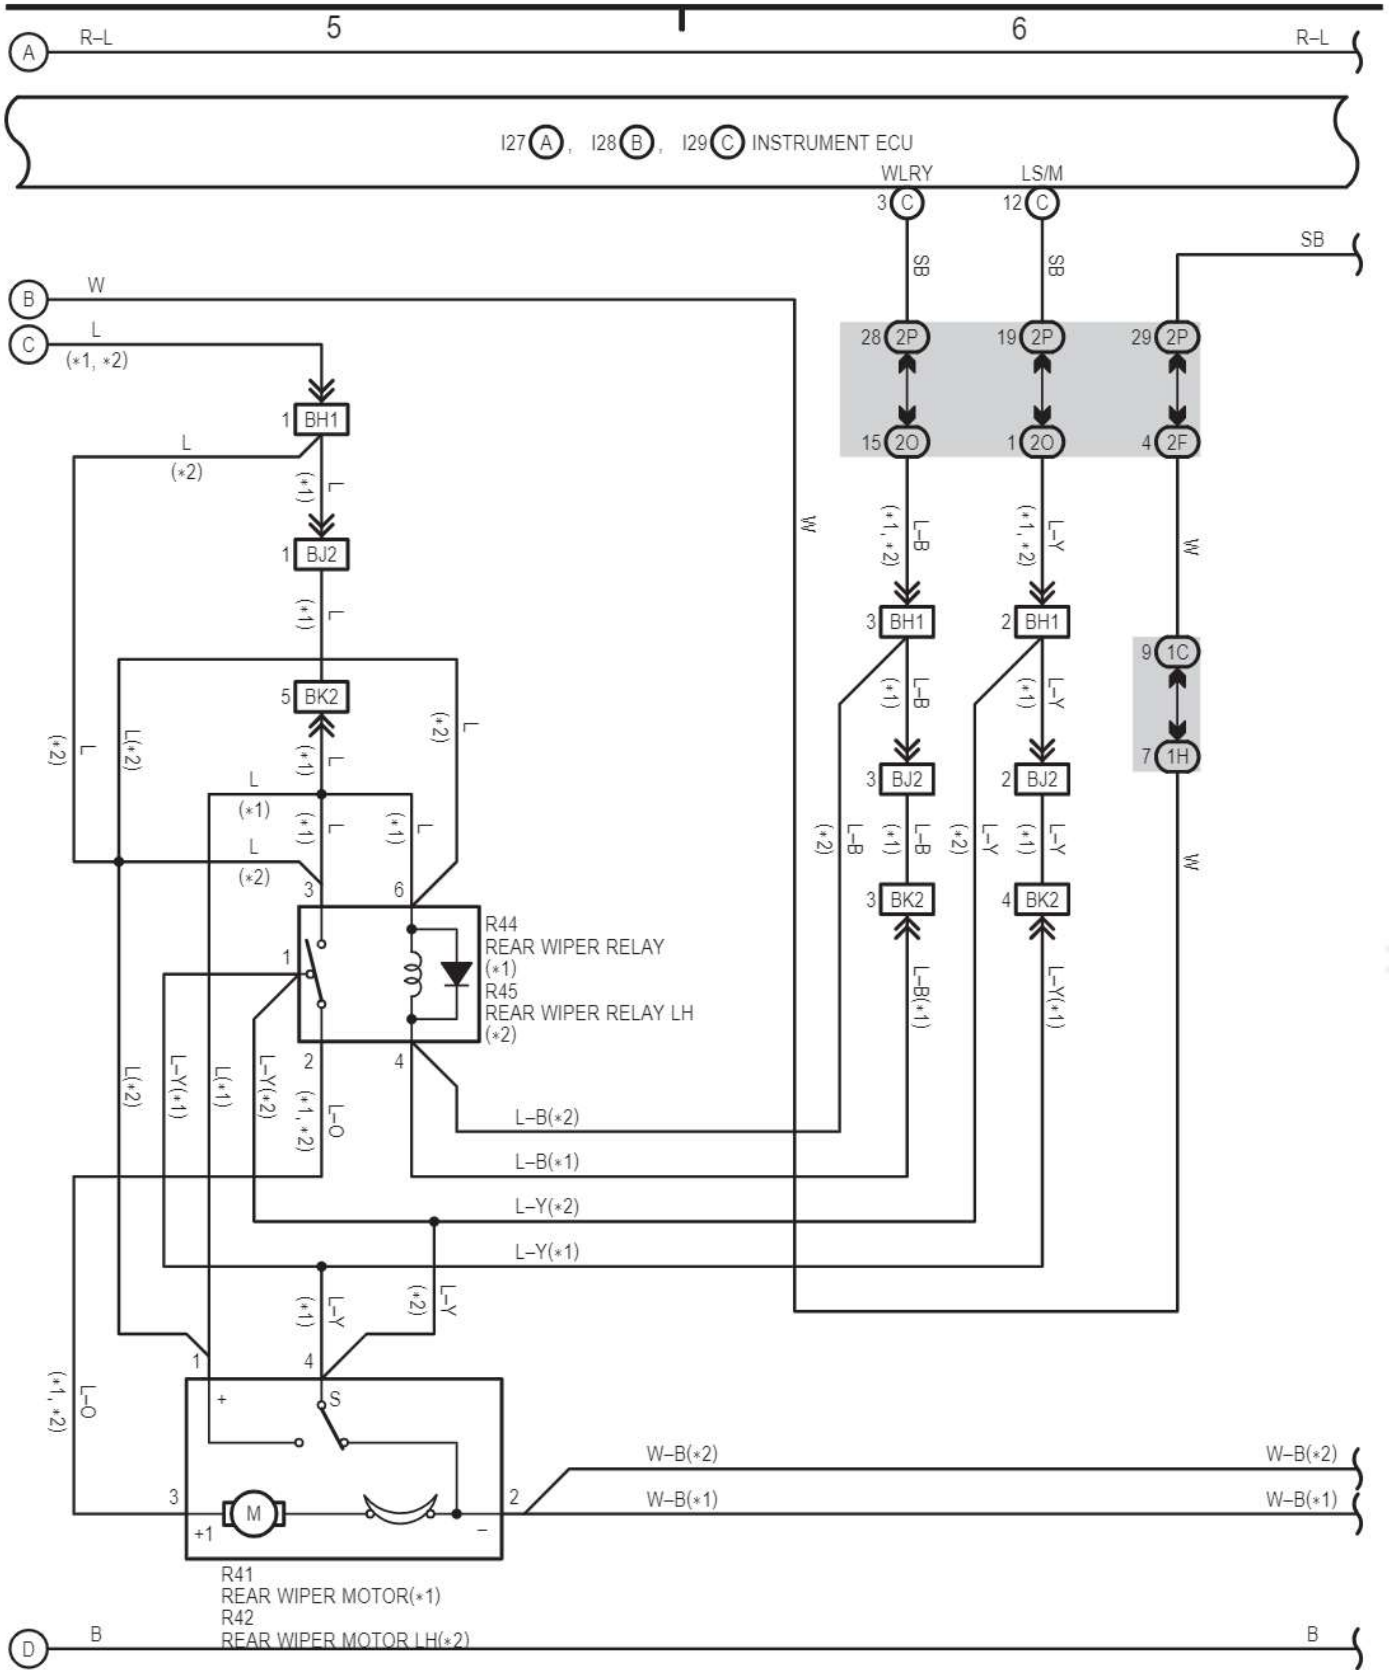 5 6
A R–L R–L
I27 A , I28 B , I29 C INSTRUMENT ECU
WLRY LS/M
3 C 12 C
SB SB SB
B W
C L
(*1, *2)
28 2P 19 2P 29 2P
15 2O 1 2O 4 2F
1 BH1
L
(*2)
L
(*1)
1 BJ2
L
(*1)
5 BK2
W
L–B
(*1, *2)
L–Y
(*1, *2)
W
3 BH1 2 BH1
9 1C
7 1H
L–B
(*1)
L–Y
(*1)
L
(*2)
L(*2)
L
(*1)
L
(*2)
L
(*1)
L
(*1)
L
(*1)
L
(*2)
3 BJ2 2 BJ2
L–B
(*2)
L–B
(*1)
L–Y
(*2)
L–Y
(*1)
W
3 BK2 4 BK2
3 6
1
2 4
R44
REAR WIPER RELAY
(*1)
R45
REAR WIPER RELAY LH
(*2)
L–B(*1)
L–Y(*1)
L(*2)
L–Y(*1)
L(*1)
L–Y(*2)
L–O
(*1, *2)
L–B(*2)
L–B(*1)
L–Y(*2)
L–Y(*1)
L–Y
(*1)
L–Y
(*2)
L–O
(*1, *2)
1 4
+ S
3 2
+1 M –
W–B(*2) W–B(*2)
W–B(*1) W–B(*1)
R41
REAR WIPER MOTOR(*1)
R42
REAR WIPER MOTOR LH(*2)
D B B